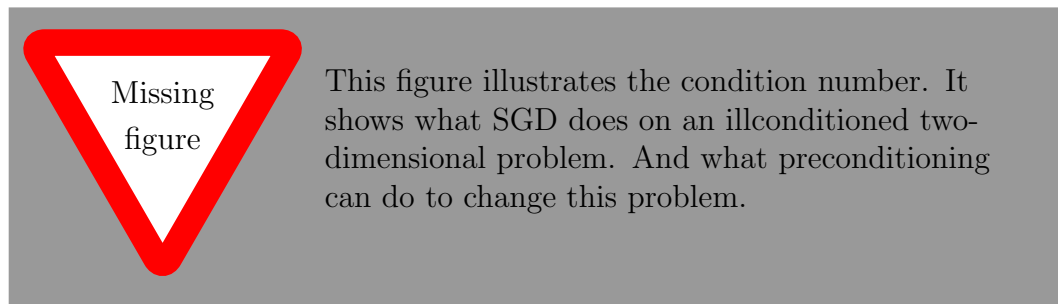 Missing
figure
This figure illustrates the condition number. It
shows what SGD does on an illconditioned two-
dimensional problem. And what preconditioning
can do to change this problem.